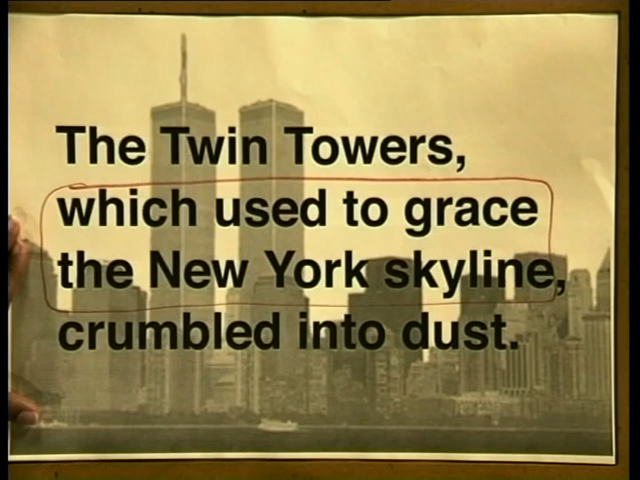 The Twin Towers,
which used to grace
the New York skyline,
crumbled into dust.